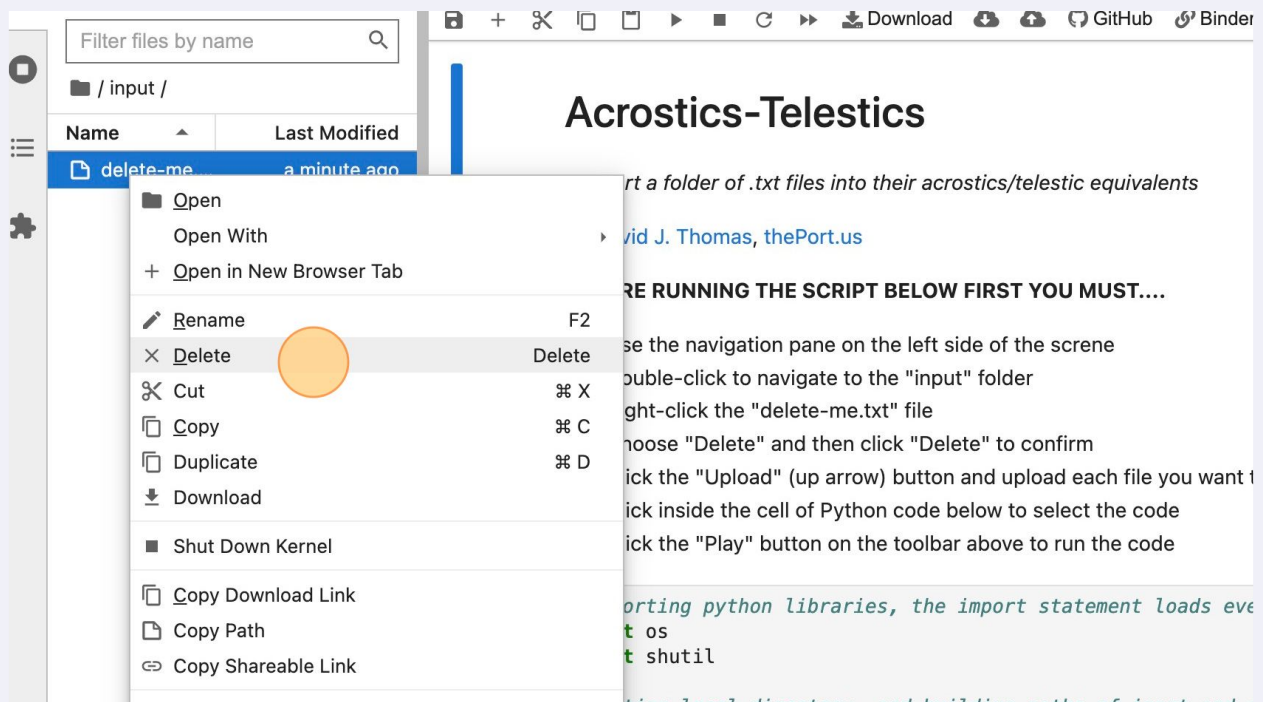 Filter files by name
Download
GitHub
Binder
/ input /
Name
Last Modified
delete-me...
a minute ago
Open
Open With
Open in New Browser Tab
Rename F2
Delete Delete
Cut ⌘ X
Copy ⌘ C
Duplicate ⌘ D
Download
Shut Down Kernel
Copy Download Link
Copy Path
Copy Shareable Link
Acrostics-Telestics
rt a folder of .txt files into their acrostics/telestic equivalents
vid J. Thomas, thePort.us
RE RUNNING THE SCRIPT BELOW FIRST YOU MUST....
se the navigation pane on the left side of the screne
ouble-click to navigate to the "input" folder
ght-click the "delete-me.txt" file
hoose "Delete" and then click "Delete" to confirm
ick the "Upload" (up arrow) button and upload each file you want t
ick inside the cell of Python code below to select the code
ick the "Play" button on the toolbar above to run the code
orting python libraries, the import statement loads eve
t os
t shutil